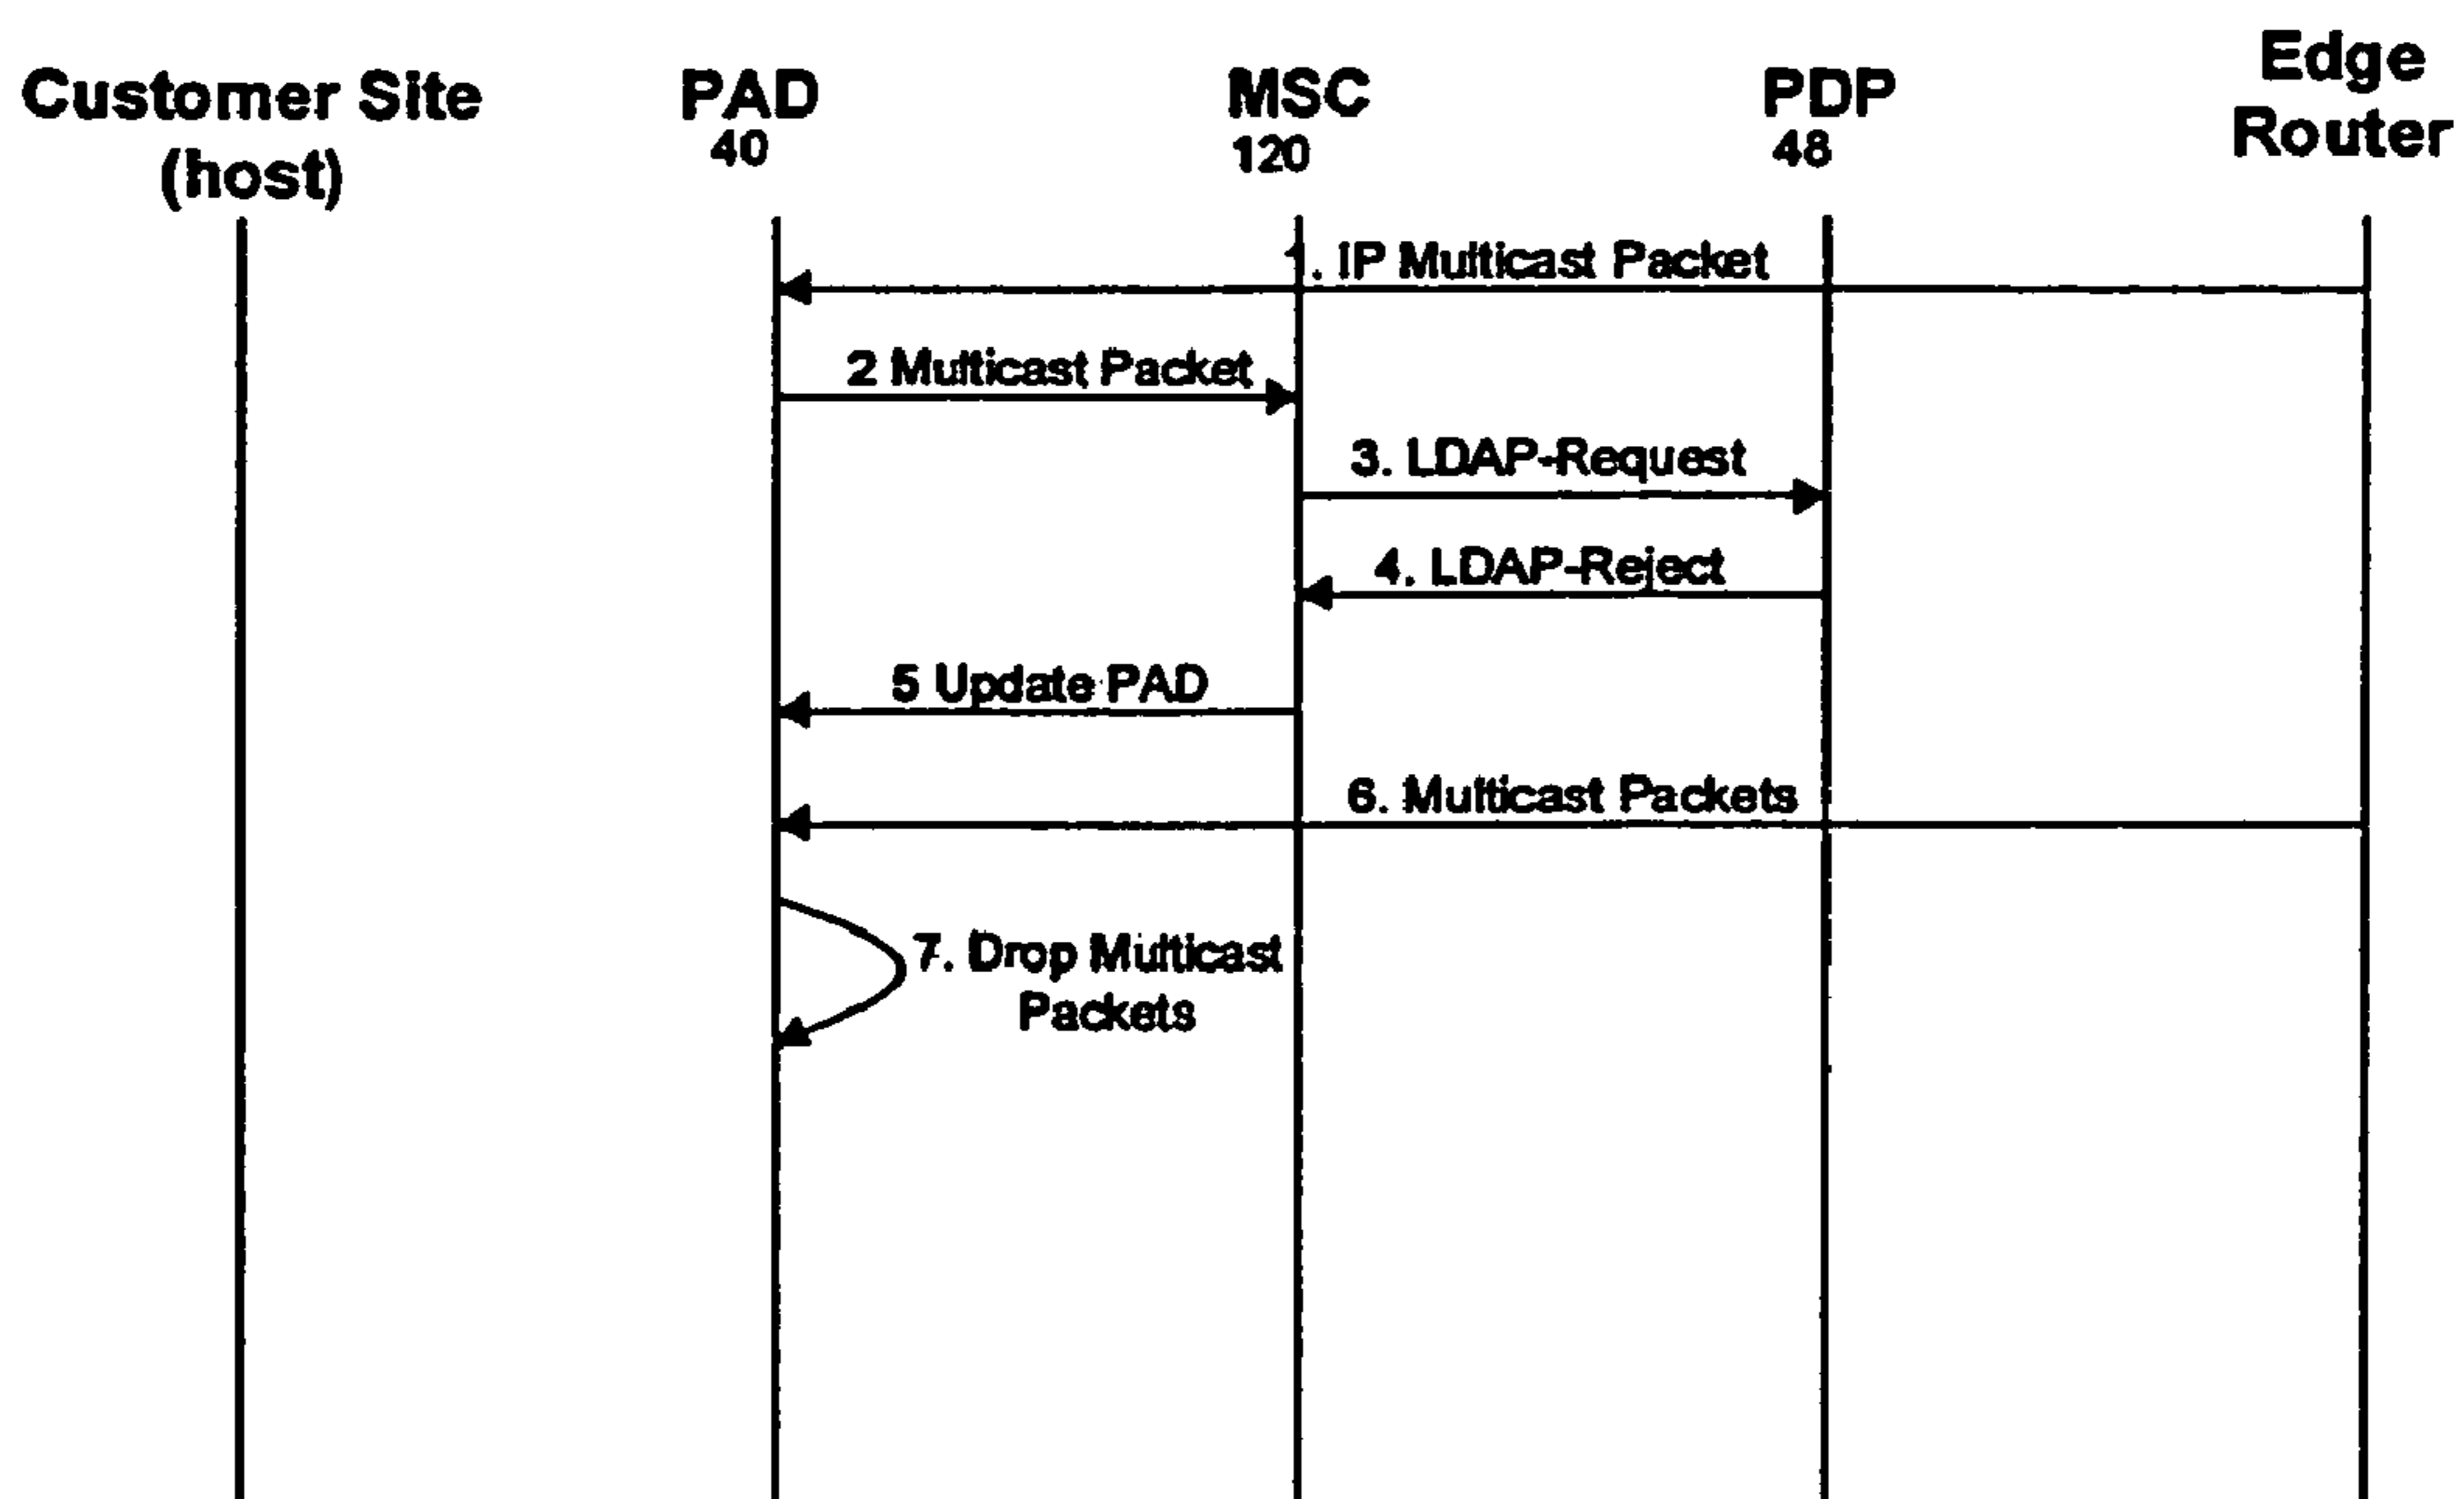 Customer Site
(host)
PAD
40
MSC
120
PDP
48
Edge
Router
1. IP Multicast Packet
2 Multicast Packet
3. LDAP-Request
4. LDAP-Reject
5 Update PAD
6. Multicast Packets
7. Drop Multicast
Packets